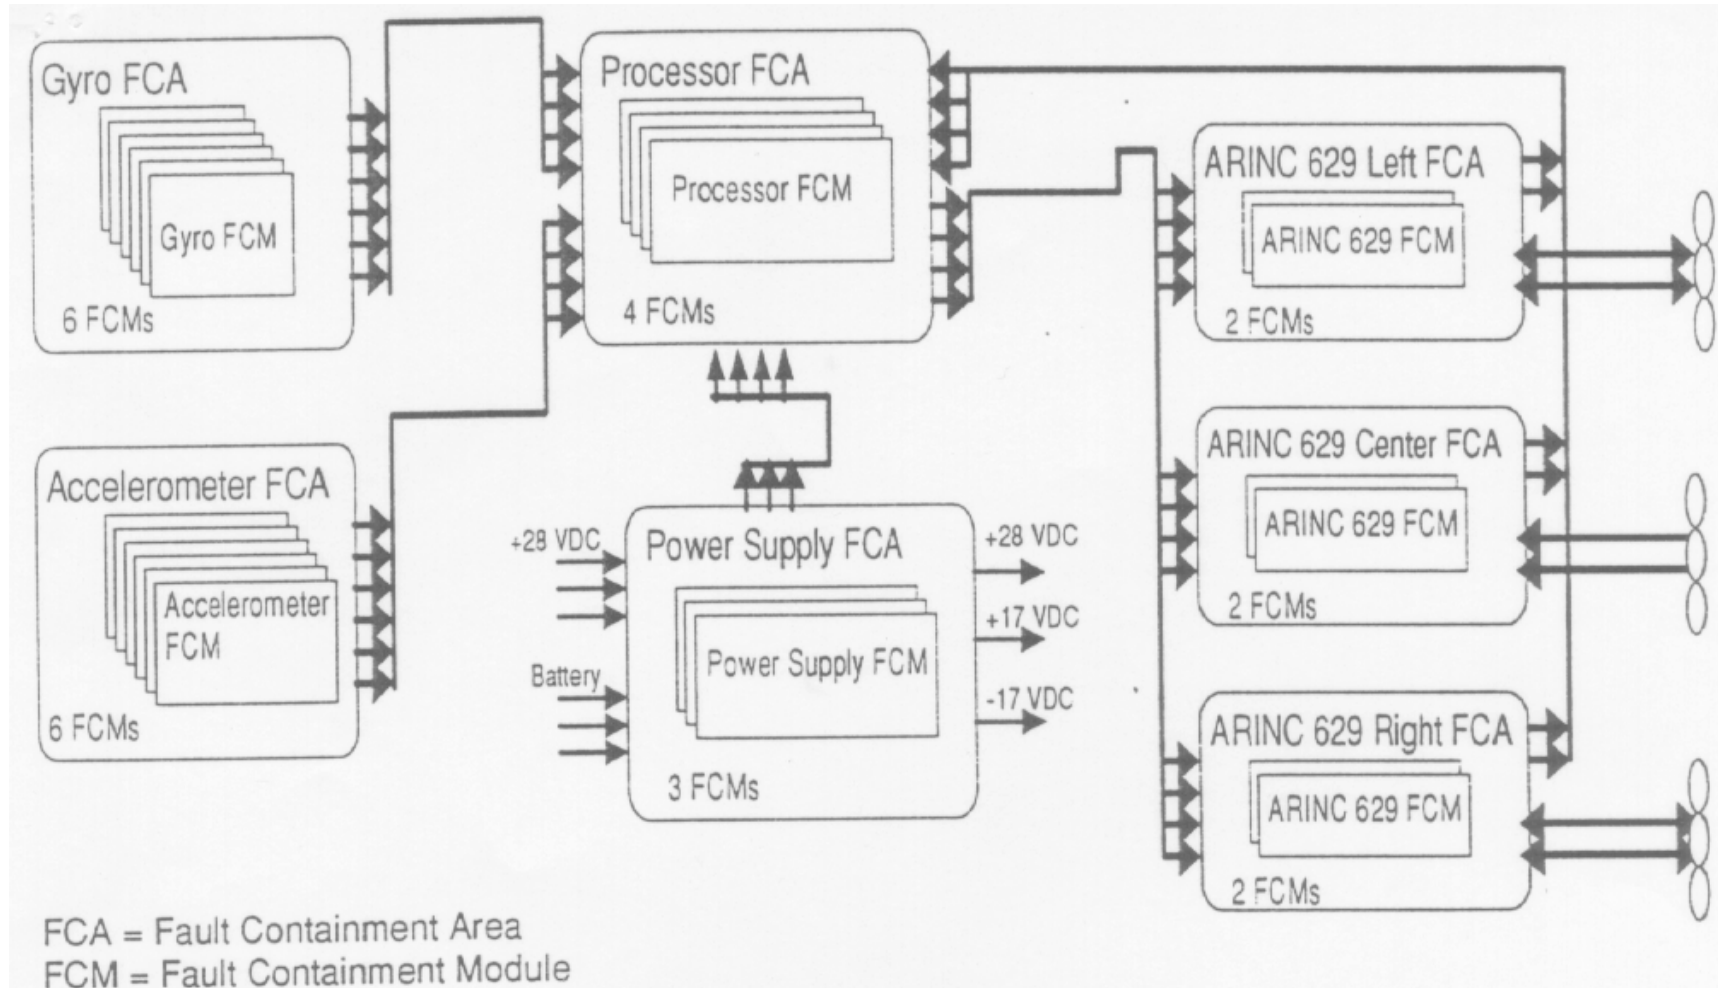 Gyro FCA
Gyro FCM
6 FCMs
Processor FCA
Processor FCM
4 FCMs
ARINC 629 Left FCA
ARINC 629 FCM
2 FCMs
Accelerometer FCA
Accelerometer
FCM
6 FCMs
+28 VDC
Battery
Power Supply FCA
Power Supply FCM
3 FCMs
+28 VDC
+17 VDC
-17 VDC
ARINC 629 Center FCA
ARINC 629 FCM
2 FCMs
ARINC 629 Right FCA
ARINC 629 FCM
2 FCMs
FCA = Fault Containment Area
FCM = Fault Containment Module